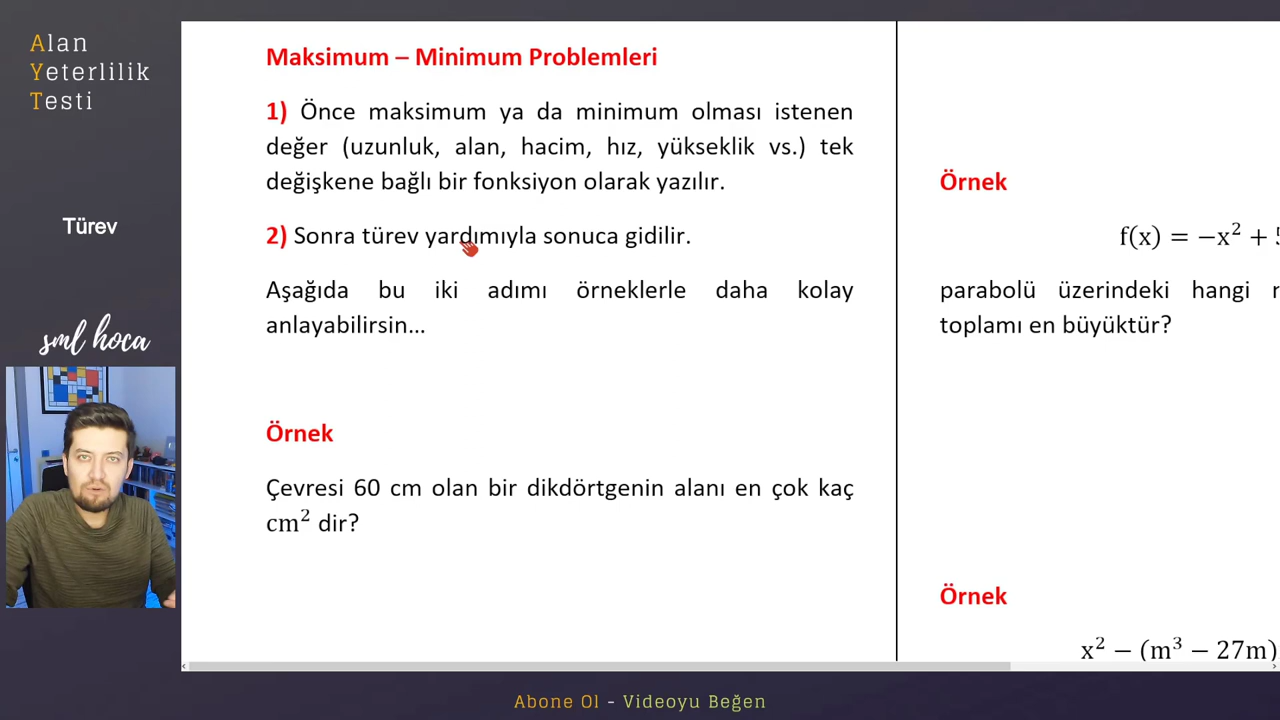 Alan
Yeterlilik
Testi
Türev
sml hoca
Maksimum – Minimum Problemleri
1) Önce maksimum ya da minimum olması istenen
değer (uzunluk, alan, hacim, hız, yükseklik vs.) tek
değişkene bağlı bir fonksiyon olarak yazılır.
2) Sonra türev yardımıyla sonuca gidilir.
Aşağıda bu iki adımı örneklerle daha kolay
anlayabilirsin...
Örnek
Çevresi 60 cm olan bir dikdörtgenin alanı en çok kaç
cm² dir?
Örnek
f(x) = −x² +
parabolü üzerindeki hangi
toplamı en büyüktür?
Örnek
x² − (m³ − 27m)
Abone Ol - Videoyu Beğen